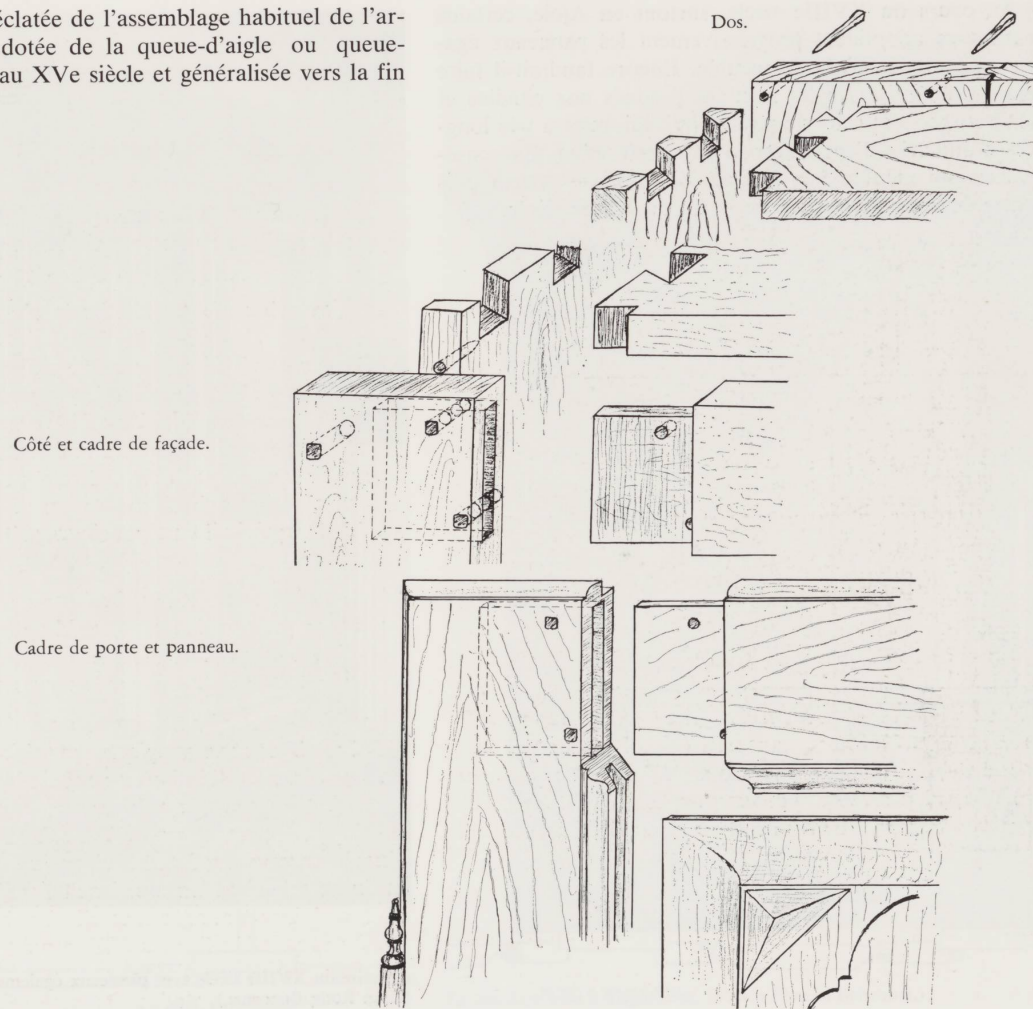 éclatée de l'assemblage habituel de l'ar-
dotée de la queue-d'aigle ou queue-
au XVe siècle et généralisée vers la fin
Dos.
Côté et cadre de façade.
Cadre de porte et panneau.